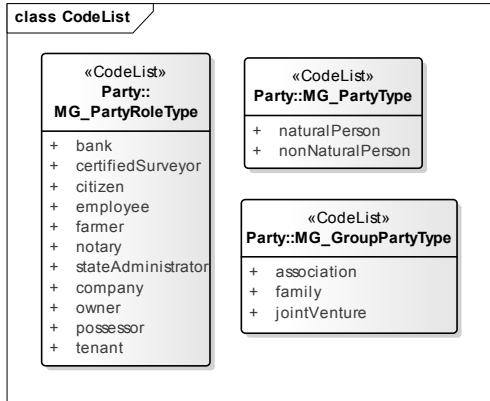 class CodeList
«CodeList»
Party::
MG_PartyRoleType
+ bank
+ certifiedSurveyor
+ citizen
+ employee
+ farmer
+ notary
+ stateAdministrator
+ company
+ owner
+ possessor
+ tenant
«CodeList»
Party::MG_PartyType
+ naturalPerson
+ nonNaturalPerson
«CodeList»
Party::MG_GroupPartyType
+ association
+ family
+ jointVenture